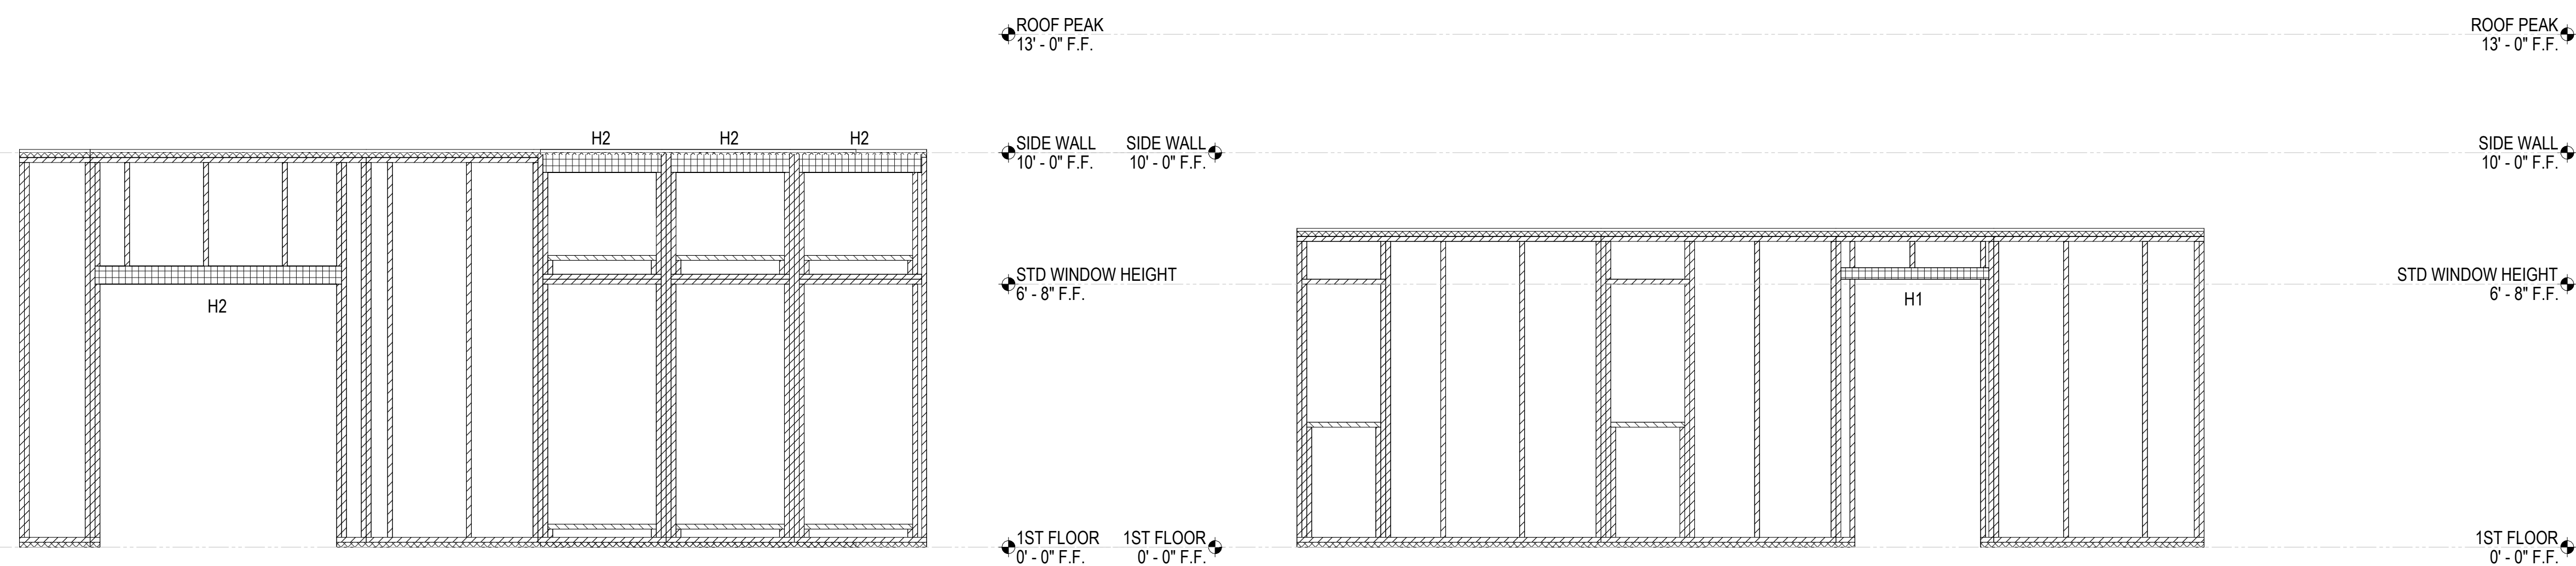 ROOF PEAK
13' - 0" F.F.
ROOF PEAK
13' - 0" F.F.
H2
H2
H2
SIDE WALL
10' - 0" F.F.
SIDE WALL
10' - 0" F.F.
SIDE WALL
10' - 0" F.F.
STD WINDOW HEIGHT
6' - 8" F.F.
STD WINDOW HEIGHT
6' - 8" F.F.
H2
H1
1ST FLOOR
0' - 0" F.F.
1ST FLOOR
0' - 0" F.F.
1ST FLOOR
0' - 0" F.F.